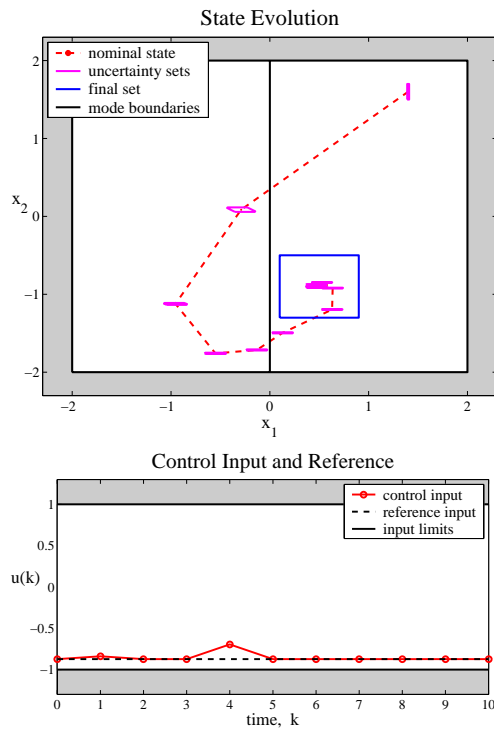 State Evolution
nominal state
uncertainty sets
final set
mode boundaries
2
1
0
−1
−2
x2
−2
−1
0
1
2
x1
Control Input and Reference
control input
reference input
input limits
1
0.5
0
−0.5
−1
u(k)
0
1
2
3
4
5
6
7
8
9
10
time, k